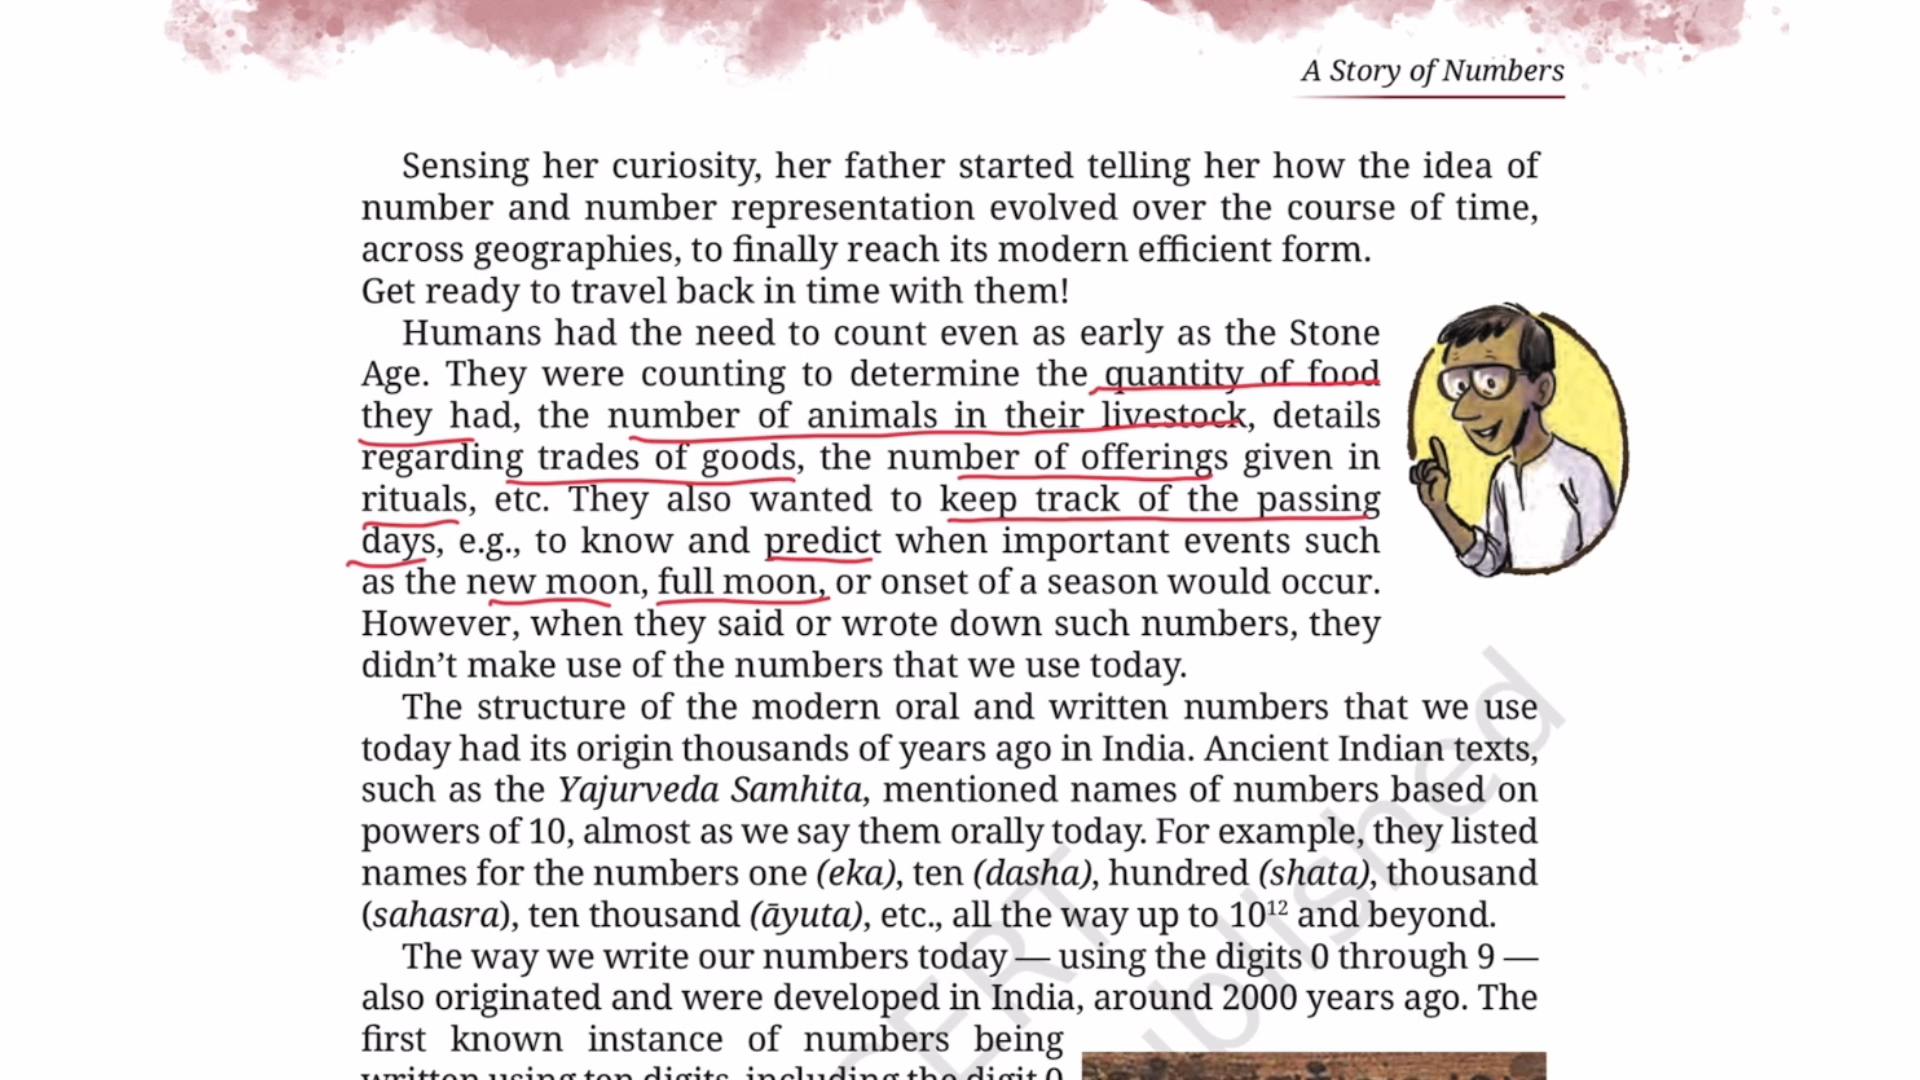 A Story of Numbers
Sensing her curiosity, her father started telling her how the idea of
number and number representation evolved over the course of time,
across geographies, to finally reach its modern efficient form.
Get ready to travel back in time with them!
Humans had the need to count even as early as the Stone
Age. They were counting to determine the quantity of food
they had, the number of animals in their livestock, details
regarding trades of goods, the number of offerings given in
rituals, etc. They also wanted to keep track of the passing
days, e.g., to know and predict when important events such
as the new moon, full moon, or onset of a season would occur.
However, when they said or wrote down such numbers, they
didn’t make use of the numbers that we use today.
The structure of the modern oral and written numbers that we use
today had its origin thousands of years ago in India. Ancient Indian texts,
such as the Yajurveda Samhita, mentioned names of numbers based on
powers of 10, almost as we say them orally today. For example, they listed
names for the numbers one (eka), ten (dasha), hundred (shata), thousand
(sahasra), ten thousand (āyuta), etc., all the way up to 10¹² and beyond.
The way we write our numbers today — using the digits 0 through 9 —
also originated and were developed in India, around 2000 years ago. The
first known instance of numbers being
written using ten digits, including the digit 0